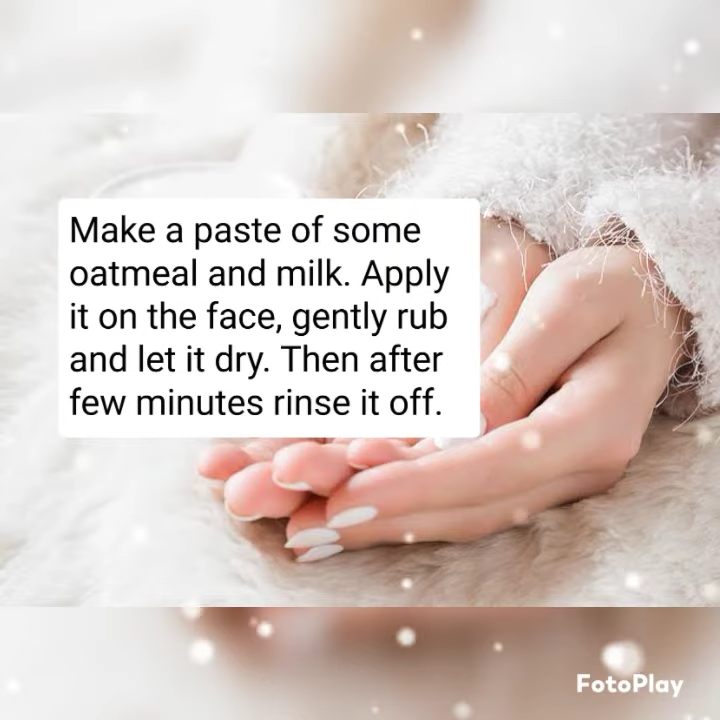 Make a paste of some
oatmeal and milk. Apply
it on the face, gently rub
and let it dry. Then after
few minutes rinse it off.
FotoPlay